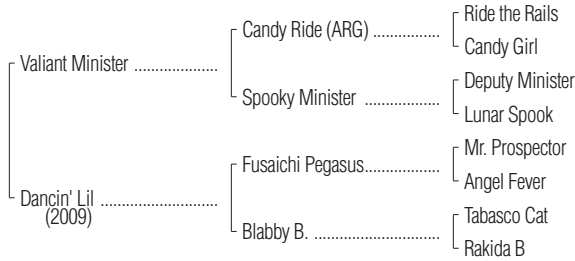 Ride the Rails
Candy Ride (ARG) ................
Candy Girl
Valiant Minister ....................
Deputy Minister
Spooky Minister ..................
Lunar Spook
Mr. Prospector
Fusaichi Pegasus..................
Angel Fever
Dancin' Lil ............................
(2009)
Tabasco Cat
Blabby B. ..............................
Rakida B